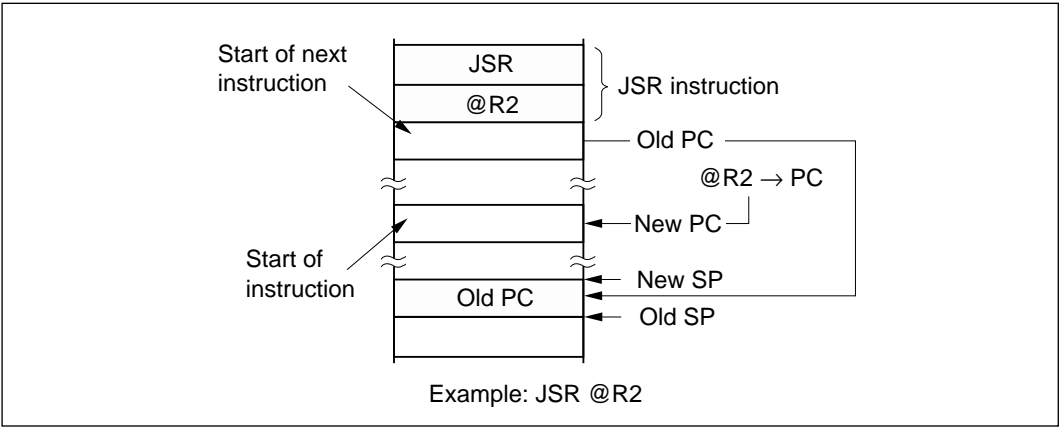 Start of next
instruction
JSR
@R2
JSR instruction
Old PC
@R2 → PC
New PC
Start of
instruction
New SP
Old PC
Old SP
Example: JSR @R2